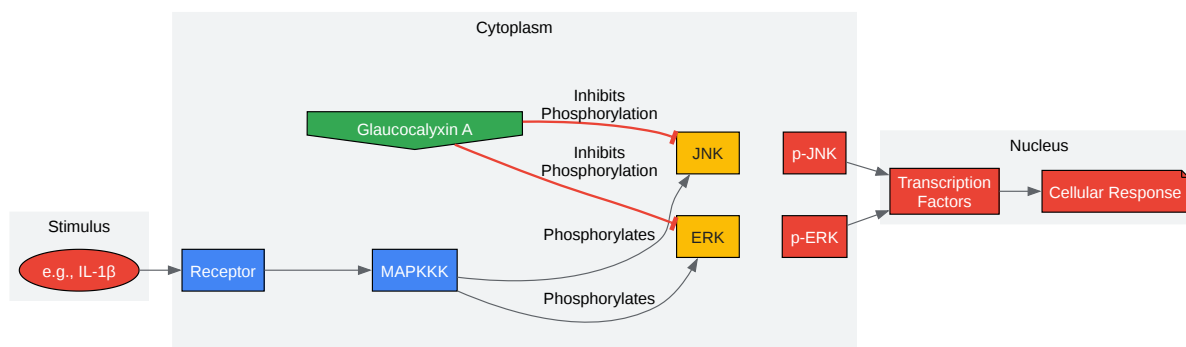 Cytoplasm
Inhibits
Phosphorylation
Glaucocalyxin A
JNK
p-JNK
Nucleus
Inhibits
Phosphorylation
Transcription
Factors
Cellular Response
Stimulus
Phosphorylates
ERK
p-ERK
e.g., IL-1β
Receptor
MAPKKK
Phosphorylates